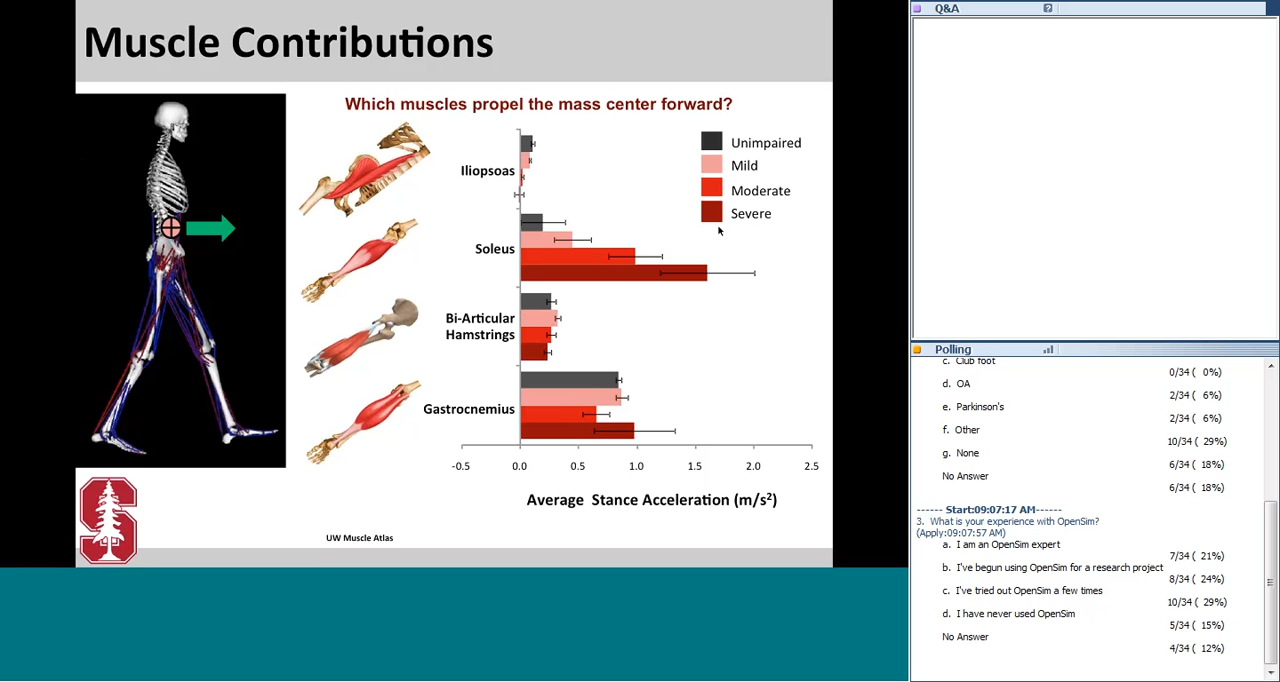 Muscle Contributions
Which muscles propel the mass center forward?
Unimpaired
Mild
Moderate
Severe
Iliopsoas
Soleus
Bi-Articular
Hamstrings
Gastrocnemius
-0.5 0.0 0.5 1.0 1.5 2.0 2.5
Average Stance Acceleration (m/s²)
UW Muscle Atlas
Q&A
Polling
c. Club foot
0/34 ( 0%)
d. OA
2/34 ( 6%)
e. Parkinson's
2/34 ( 6%)
f. Other
10/34 ( 29%)
g. None
6/34 ( 18%)
No Answer
6/34 ( 18%)
------ Start:09:07:17 AM------
3. What is your experience with OpenSim?
(Apply:09:07:57 AM)
a. I am an OpenSim expert
7/34 ( 21%)
b. I've begun using OpenSim for a research project
8/34 ( 24%)
c. I've tried out OpenSim a few times
10/34 ( 29%)
d. I have never used OpenSim
5/34 ( 15%)
No Answer
4/34 ( 12%)